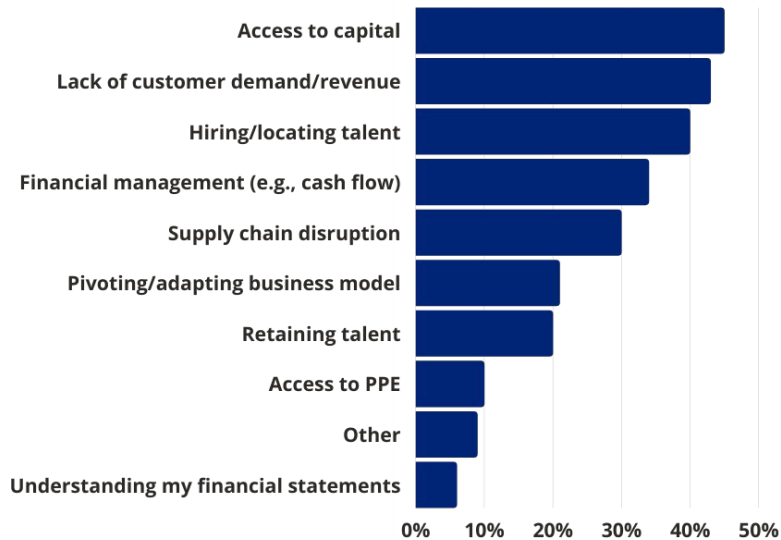 Access to capital
Lack of customer demand/revenue
Hiring/locating talent
Financial management (e.g., cash flow)
Supply chain disruption
Pivoting/adapting business model
Retaining talent
Access to PPE
Other
Understanding my financial statements
0% 10% 20% 30% 40% 50%